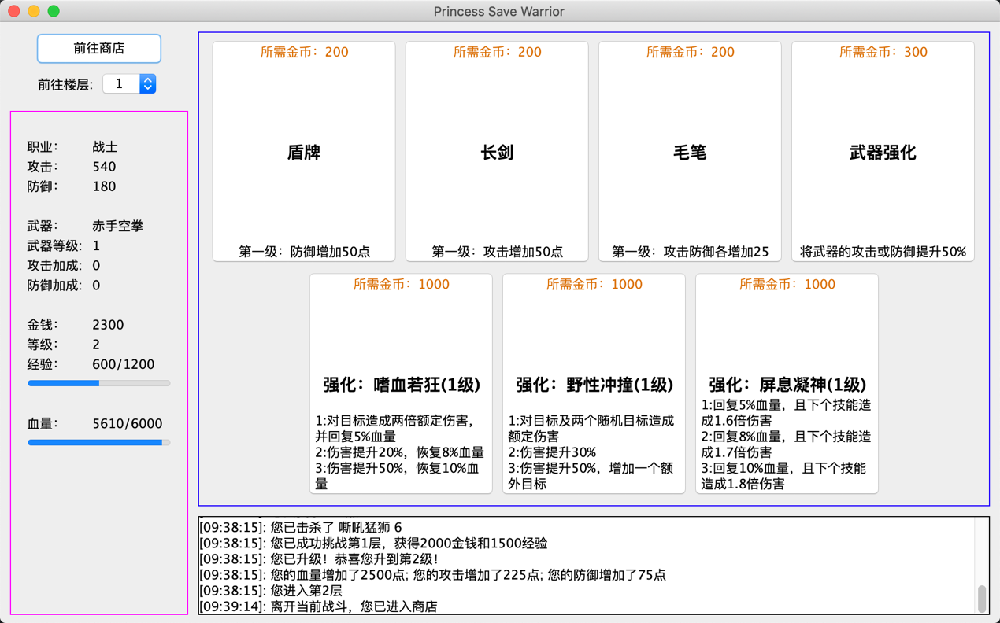 Princess Save Warrior
前往商店
前往楼层: 1
职业: 战士
攻击: 540
防御: 180
武器: 赤手空拳
武器等级: 1
攻击加成: 0
防御加成: 0
金钱: 2300
等级: 2
经验: 600/1200
血量: 5610/6000
所需金币: 200
盾牌
第一级: 防御增加50点
所需金币: 200
长剑
第一级: 攻击增加50点
所需金币: 200
毛笔
第一级: 攻击防御各增加25
所需金币: 300
武器强化
将武器的攻击或防御提升50%
所需金币: 1000
强化: 嗜血若狂(1级)
1:对目标造成两倍额定伤害,
并回复5%血量
2:伤害提升20%, 恢复8%血量
3:伤害提升50%, 恢复10%血
量
所需金币: 1000
强化: 野性冲撞(1级)
1:对目标及两个随机目标造成
额定伤害
2:伤害提升30%
3:伤害提升50%, 增加一个额
外目标
所需金币: 1000
强化: 屏息凝神(1级)
1:回复5%血量, 且下个技能造
成1.6倍伤害
2:回复8%血量, 且下个技能造
成1.7倍伤害
3:回复10%血量, 且下个技能
造成1.8倍伤害
[09:38:15]: 您已击杀了 嘶吼猛狮 6
[09:38:15]: 您已成功挑战第1层, 获得2000金钱和1500经验
[09:38:15]: 您已升级! 恭喜您升到第2级!
[09:38:15]: 您的血量增加了2500点; 您的攻击增加了225点; 您的防御增加了75点
[09:38:15]: 您进入第2层
[09:39:14]: 离开当前战斗, 您已进入商店